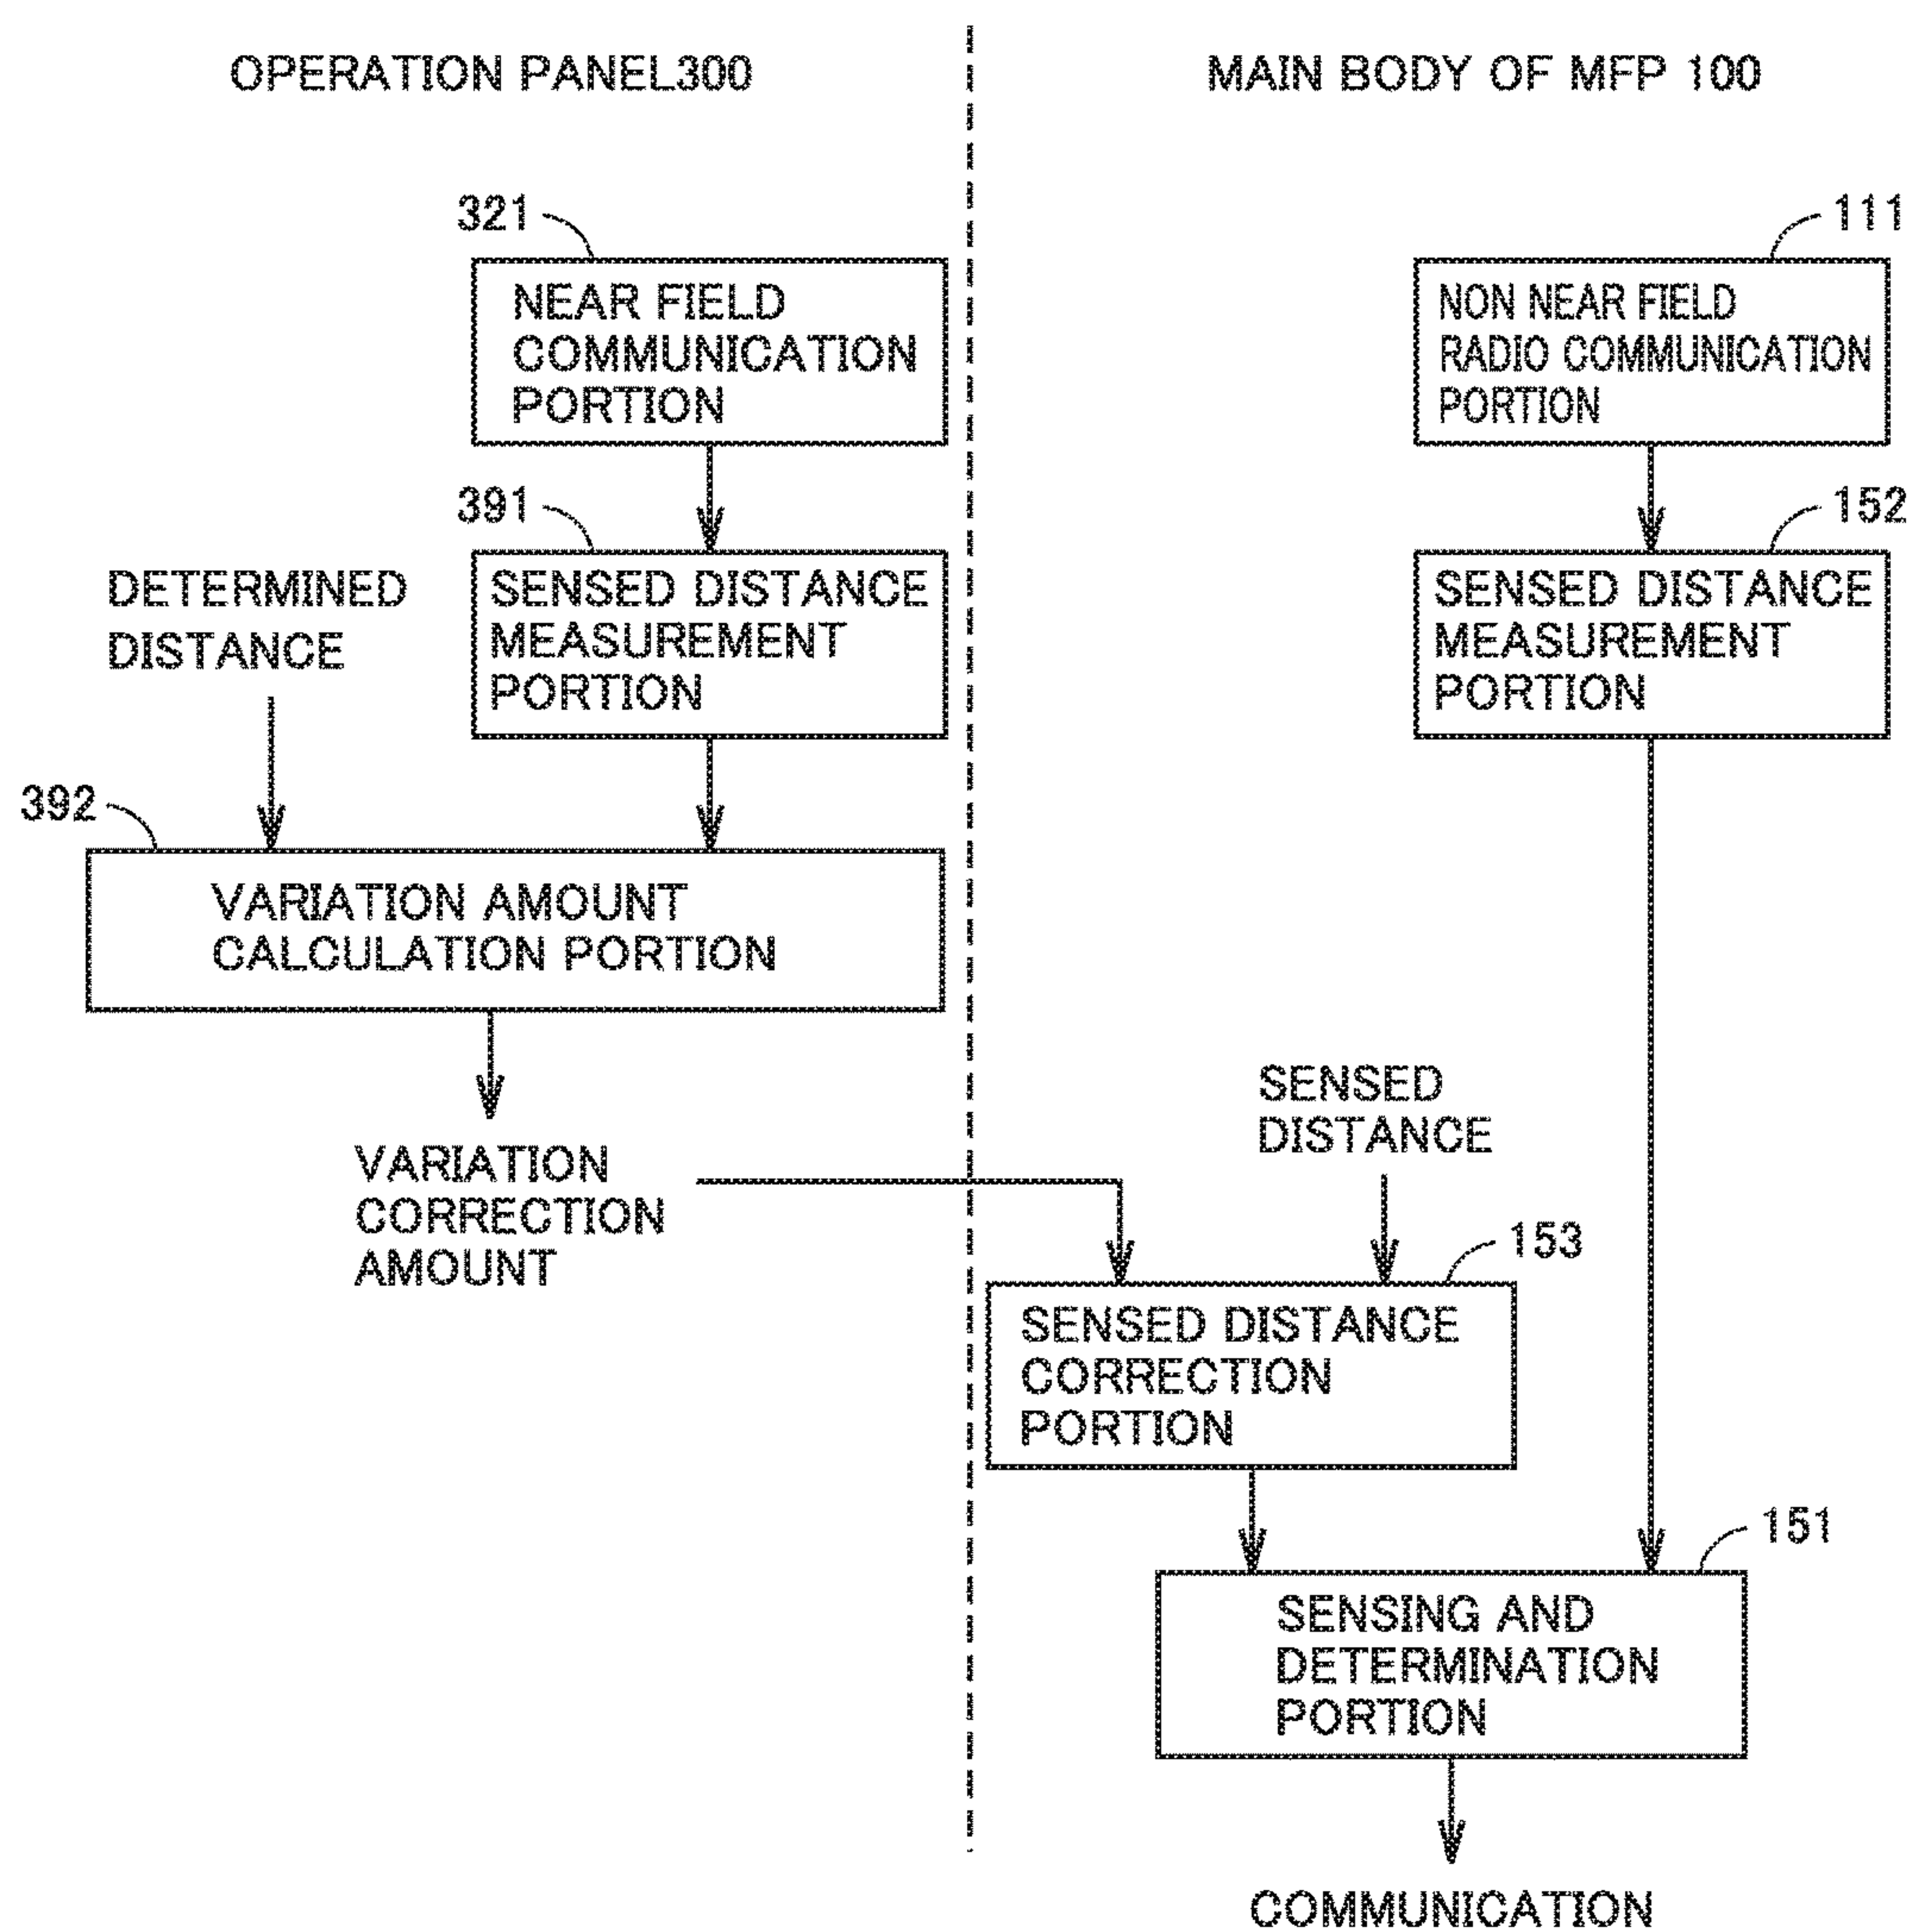 OPERATION PANEL300
MAIN BODY OF MFP 100
321
NEAR FIELD
COMMUNICATION
PORTION
111
NON NEAR FIELD
RADIO COMMUNICATION
PORTION
391
SENSED DISTANCE
MEASUREMENT
PORTION
152
SENSED DISTANCE
MEASUREMENT
PORTION
DETERMINED
DISTANCE
392
VARIATION AMOUNT
CALCULATION PORTION
VARIATION
CORRECTION
AMOUNT
SENSED
DISTANCE
153
SENSED DISTANCE
CORRECTION
PORTION
151
SENSING AND
DETERMINATION
PORTION
COMMUNICATION